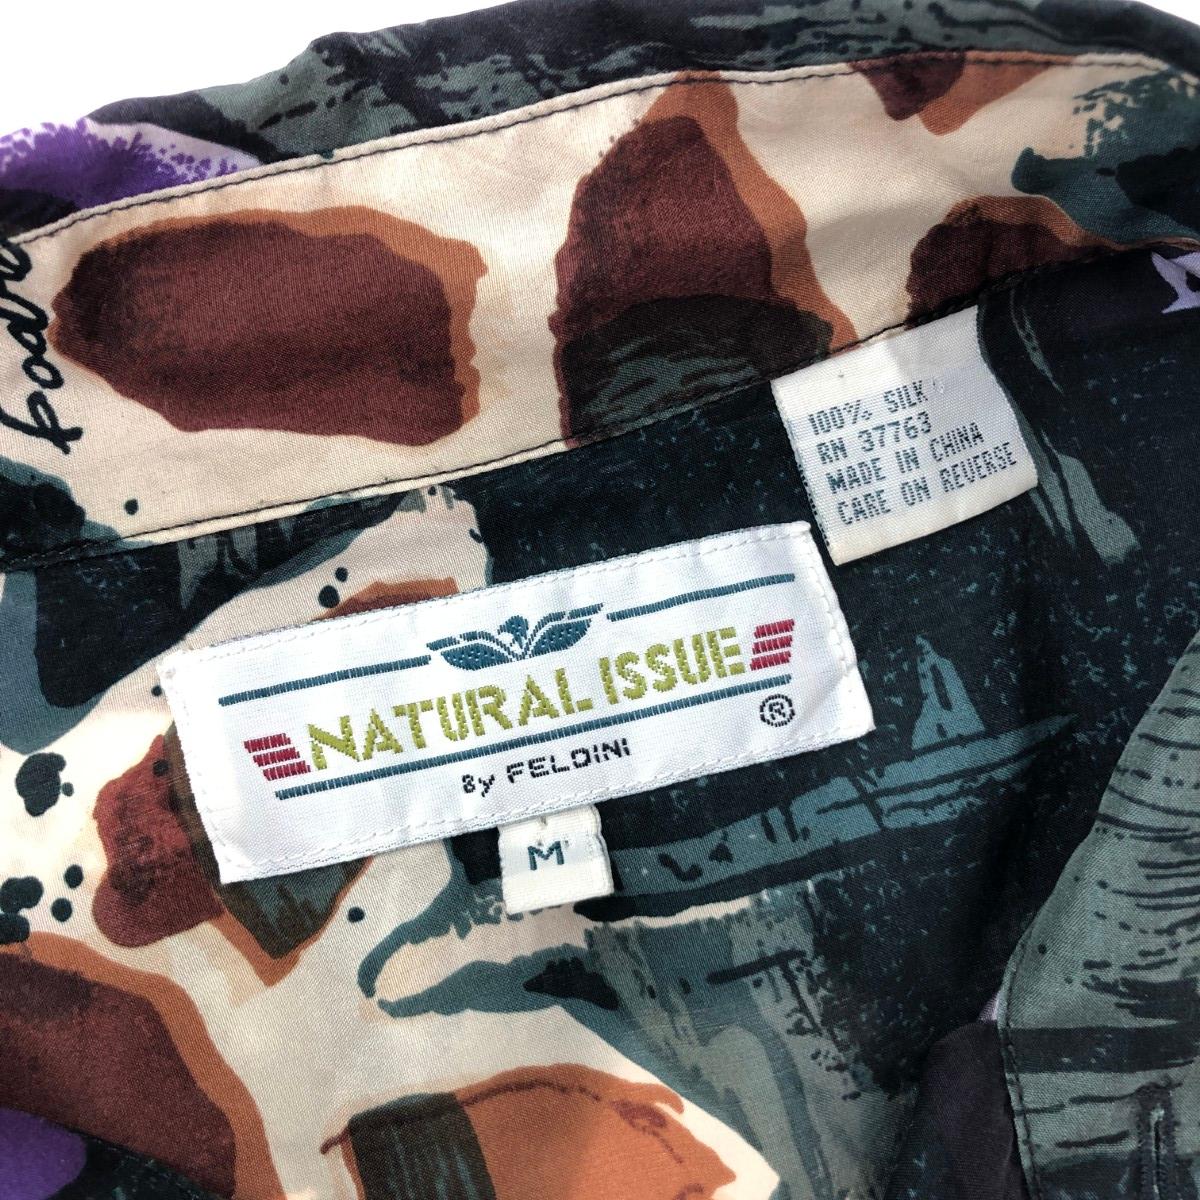 100% SILK
RN 37763
MADE IN CHINA
CARE ON REVERSE
NATURAL ISSUE
®
By FELDINI
M